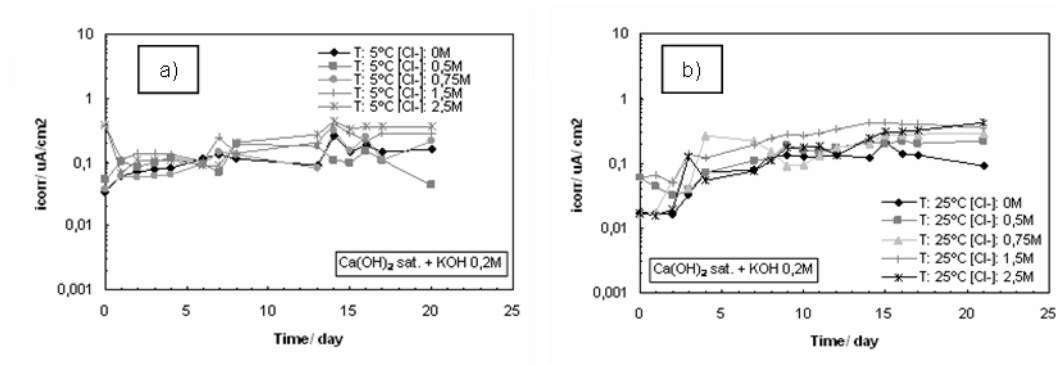 a)
10
1
0,1
0,01
0,001
icorr/ uA/cm2
T: 5ºC [Cl-]: 0M
T: 5ºC [Cl-]: 0,5M
T: 5ºC [Cl-]: 0,75M
T: 5ºC [Cl-]: 1,5M
T: 5ºC [Cl-]: 2,5M
Ca(OH)₂ sat. + KOH 0,2M
0 5 10 15 20 25
Time/ day
b)
10
1
0,1
0,01
0,001
icorr/ uA/cm2
T: 25ºC [Cl-]: 0M
T: 25ºC [Cl-]: 0,5M
T: 25ºC [Cl-]: 0,75M
T: 25ºC [Cl-]: 1,5M
T: 25ºC [Cl-]: 2,5M
Ca(OH)₂ sat. + KOH 0,2M
0 5 10 15 20 25
Time/ day